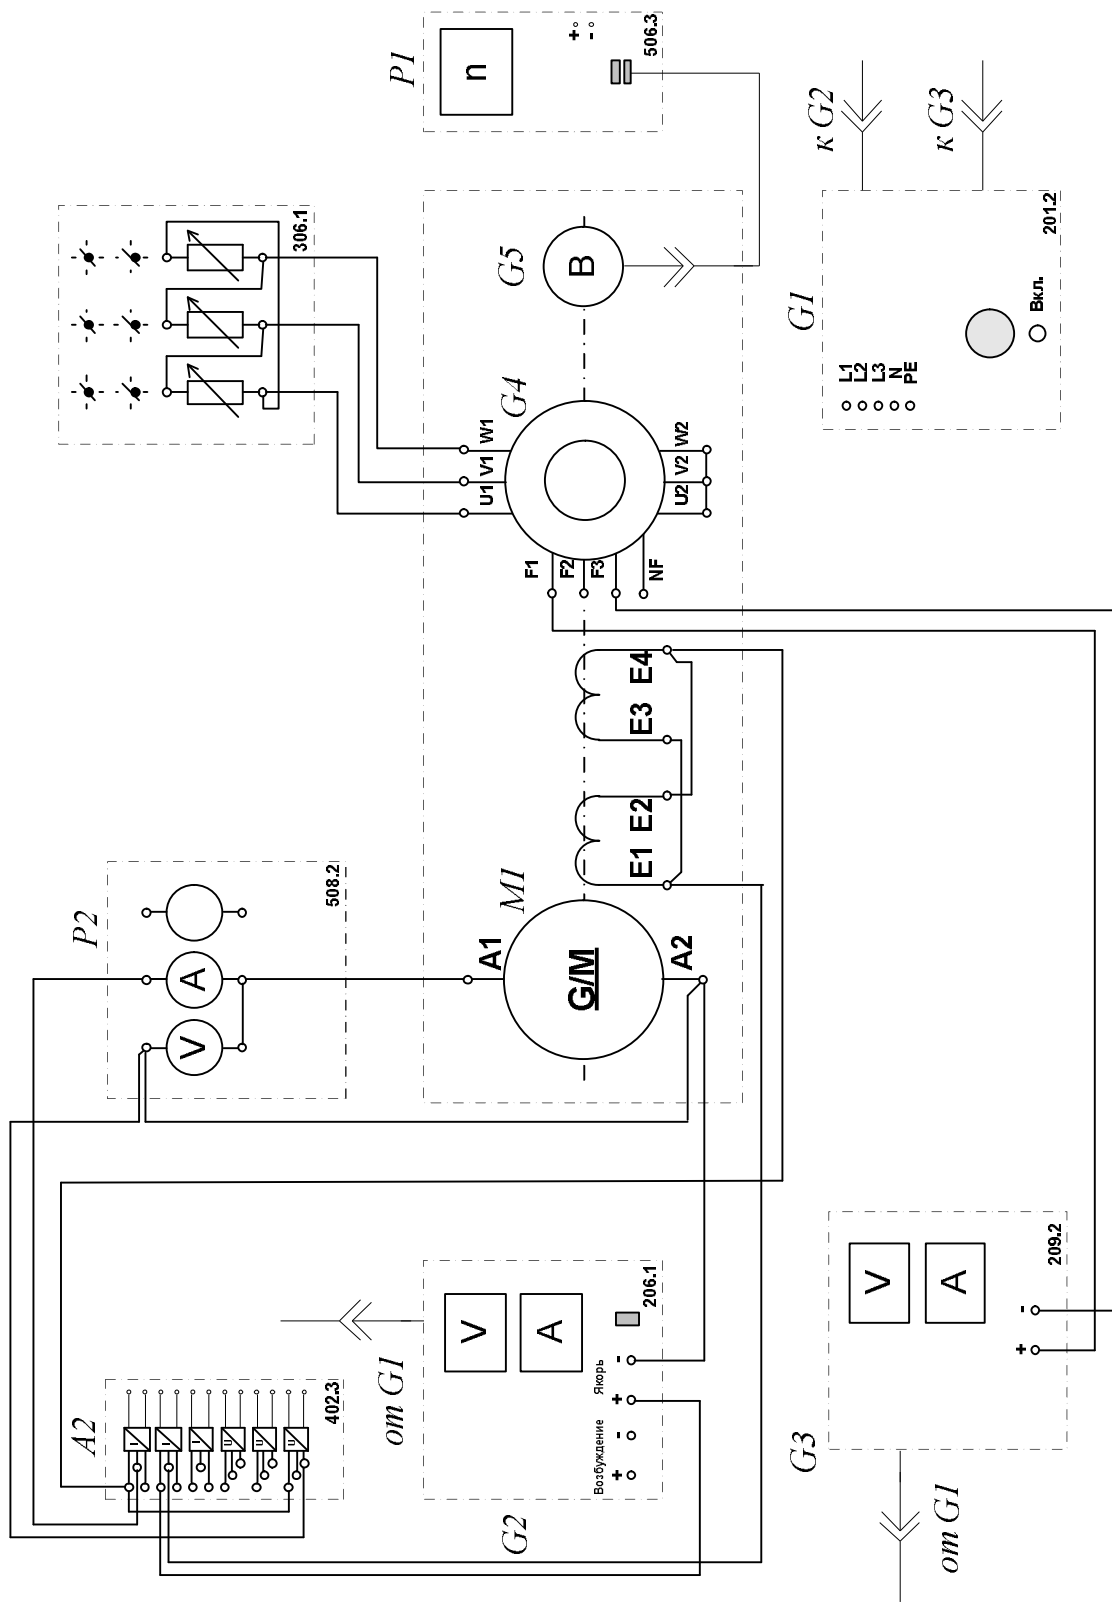 A2
I
I
I
U
U
U
402.3
P2
V A
508.2
306.1
P1
n
+ -
506.3
от G1
G2
V
A
Возбуждение Якорь
+ - + -
206.1
M1
A1
G/M
A2
E1 E2 E3 E4
G4
U1 V1 W1
F1
F2
F3
NF
U2 V2 W2
G5
B
G3
V
A
+ -
209.2
от G1
G1
L1
L2
L3
N
PE
Вкл.
201.2
к G2
к G3